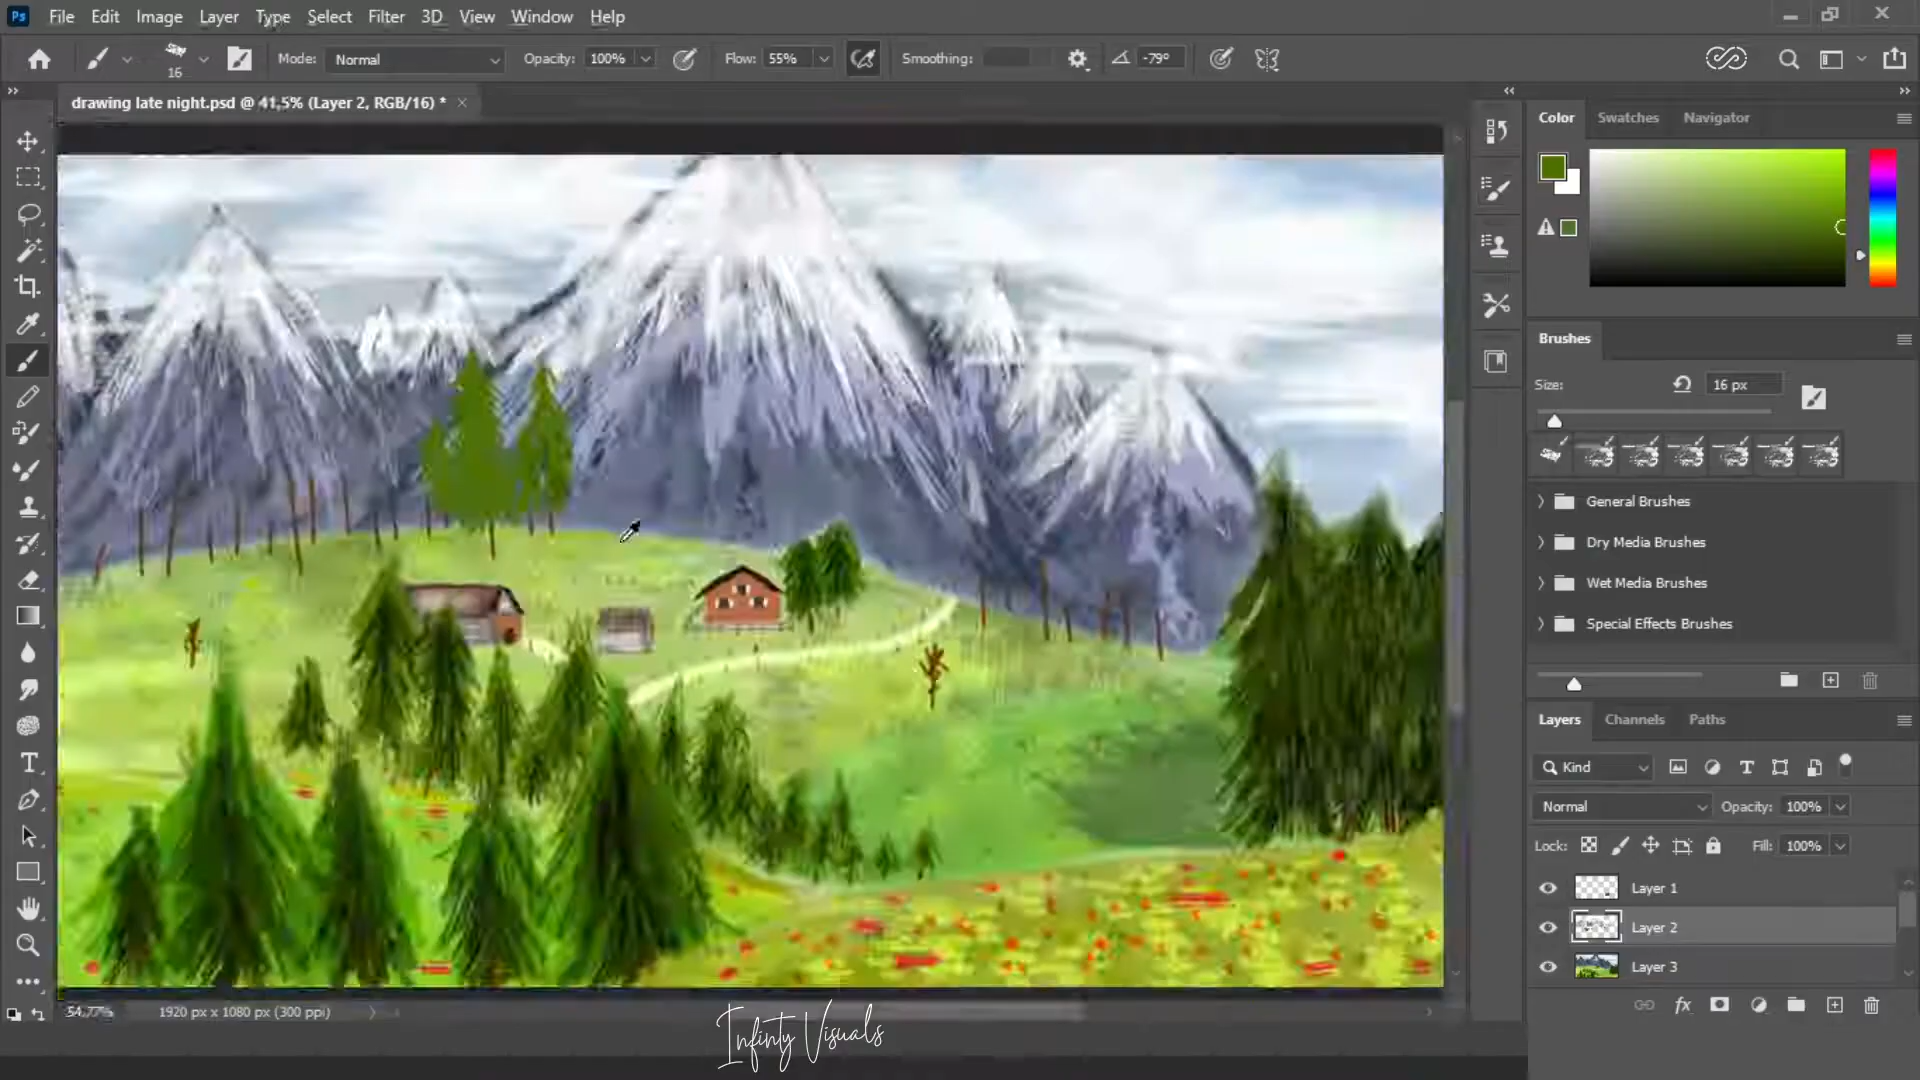 Ps File Edit Image Layer Type Select Filter 3D View Window Help
16 Mode: Normal Opacity: 100% Flow: 55% Smoothing: -79°
drawing late night.psd @ 41,5% (Layer 2, RGB/16) *
Color Swatches Navigator
Brushes
Size: 16 px
General Brushes
Dry Media Brushes
Wet Media Brushes
Special Effects Brushes
Layers Channels Paths
Kind
Normal Opacity: 100%
Lock: Fill: 100%
Layer 1
Layer 2
Layer 3
54,77% 1920 px x 1080 px (300 ppi)
Infinty Visuals